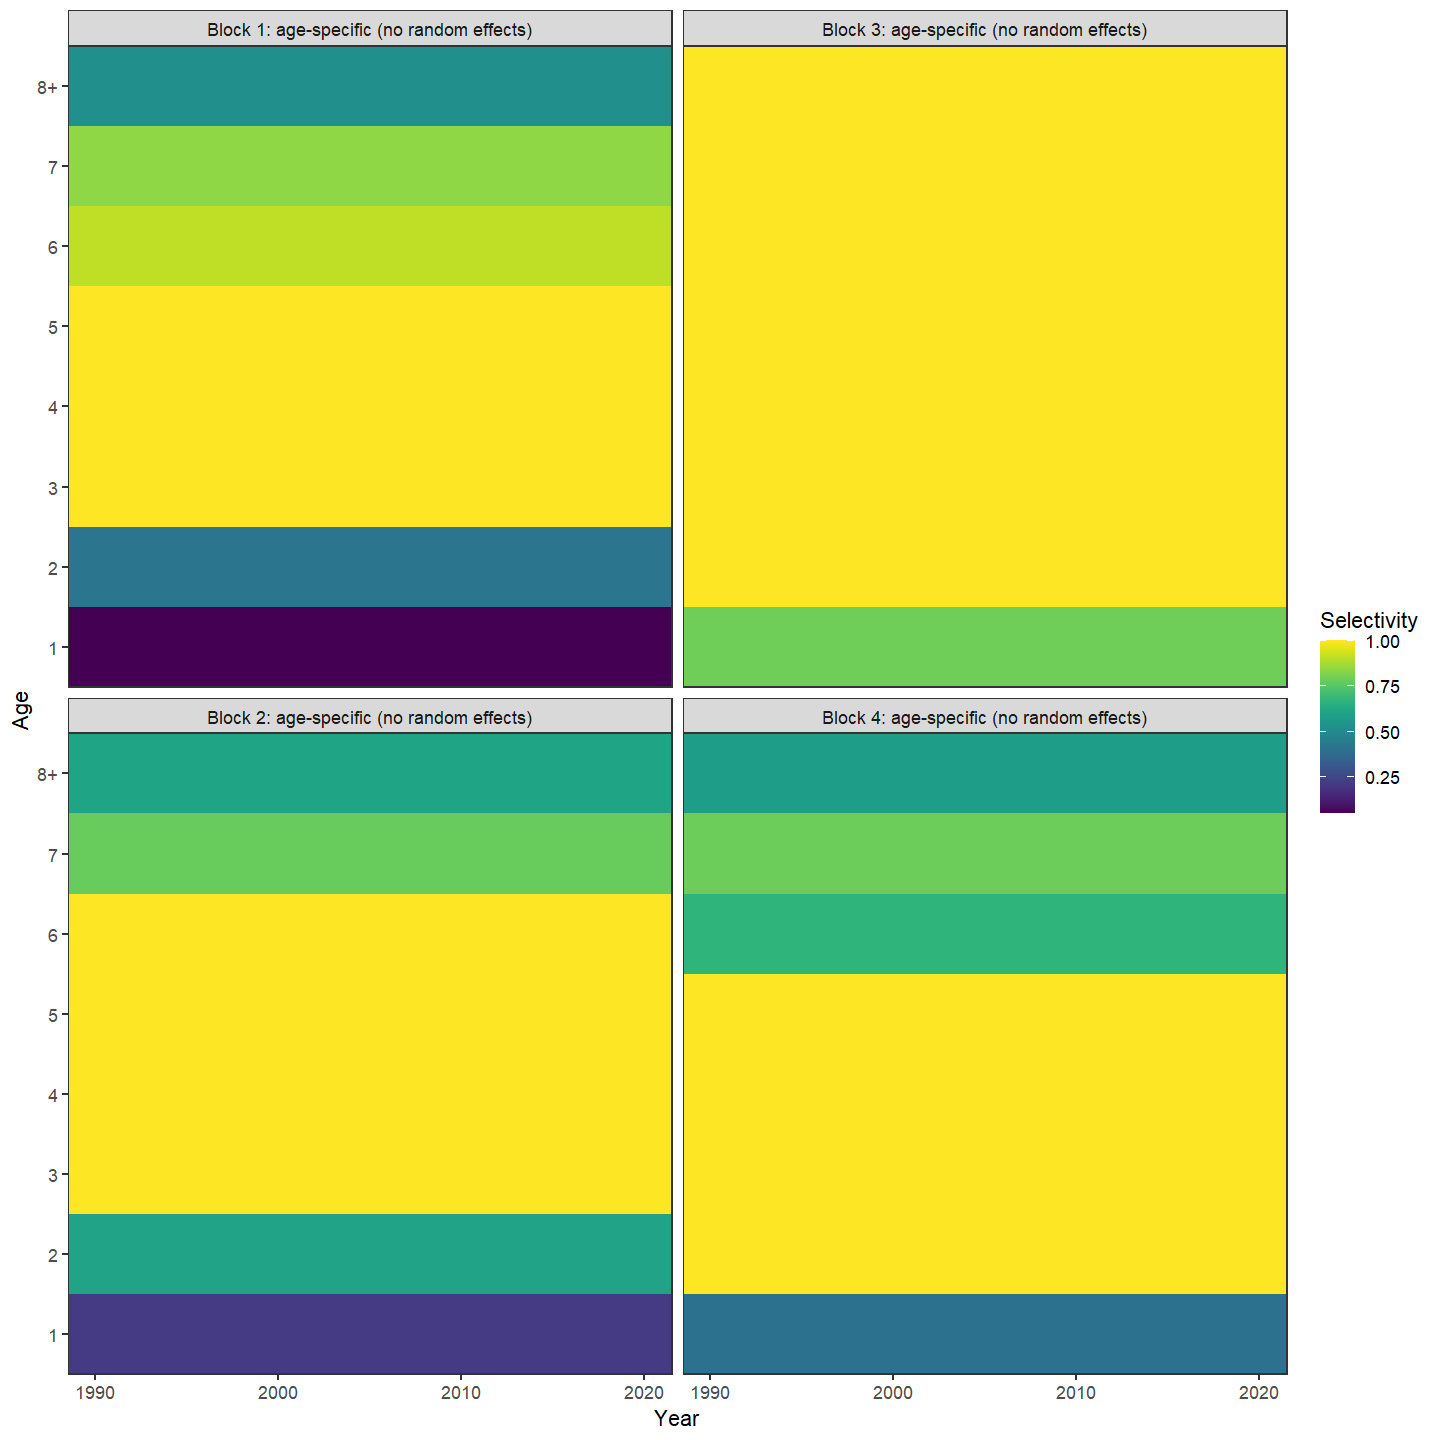 Block 1: age-specific (no random effects)
Block 3: age-specific (no random effects)
8+
7
6
5
4
3
2
1
Selectivity
1.00
0.75
0.50
0.25
Age
Block 2: age-specific (no random effects)
Block 4: age-specific (no random effects)
8+
7
6
5
4
3
2
1
1990 2000 2010 2020 1990 2000 2010 2020
Year